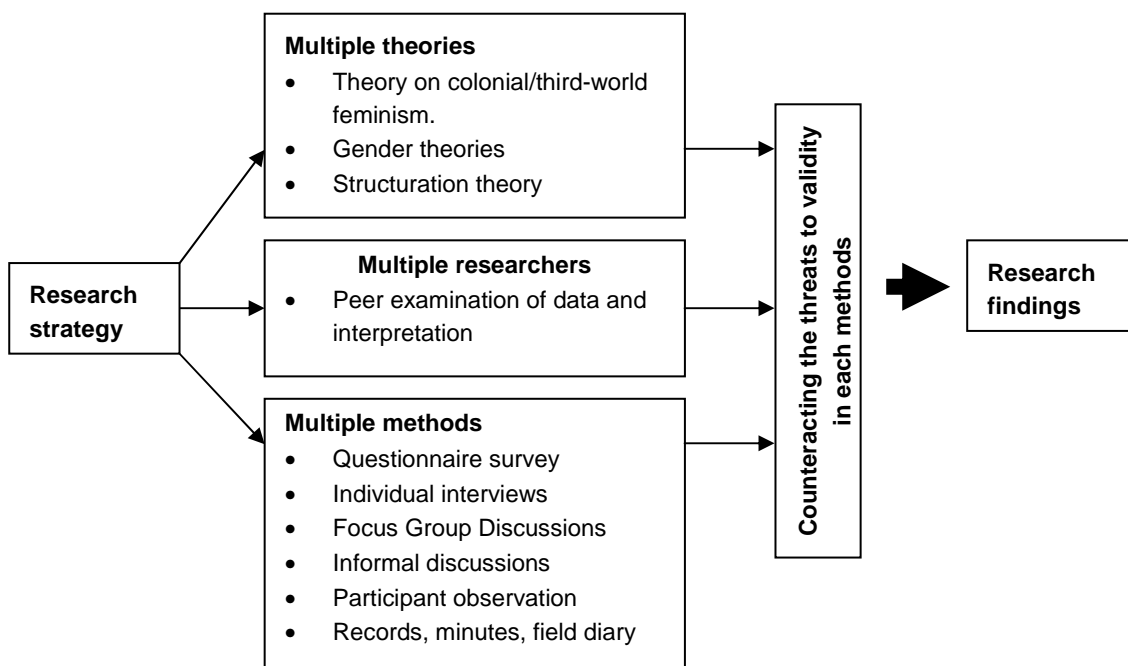 Research
strategy
Multiple theories
• Theory on colonial/third-world
feminism.
• Gender theories
• Structuration theory
Multiple researchers
• Peer examination of data and
interpretation
Multiple methods
• Questionnaire survey
• Individual interviews
• Focus Group Discussions
• Informal discussions
• Participant observation
• Records, minutes, field diary
Counteracting the threats to validity
in each methods
Research
findings